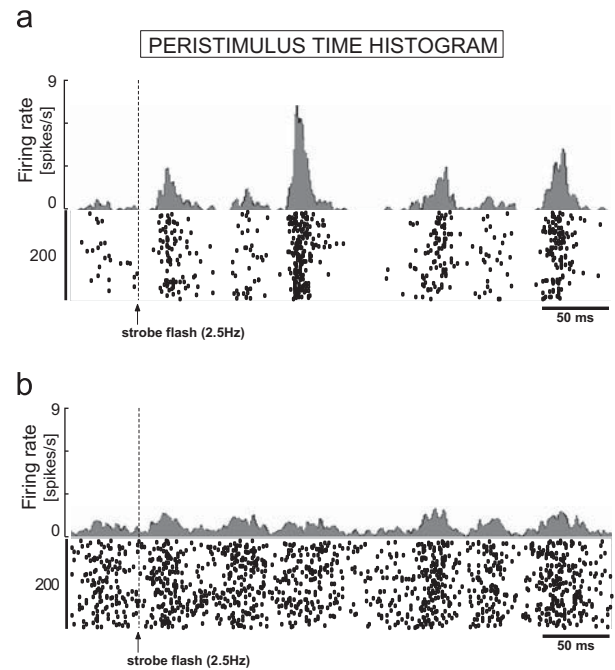 a
PERISTIMULUS TIME HISTOGRAM
9
Firing rate
[spikes/s]
0
200
50 ms
strobe flash (2.5Hz)
b
9
Firing rate
[spikes/s]
0
200
50 ms
strobe flash (2.5Hz)